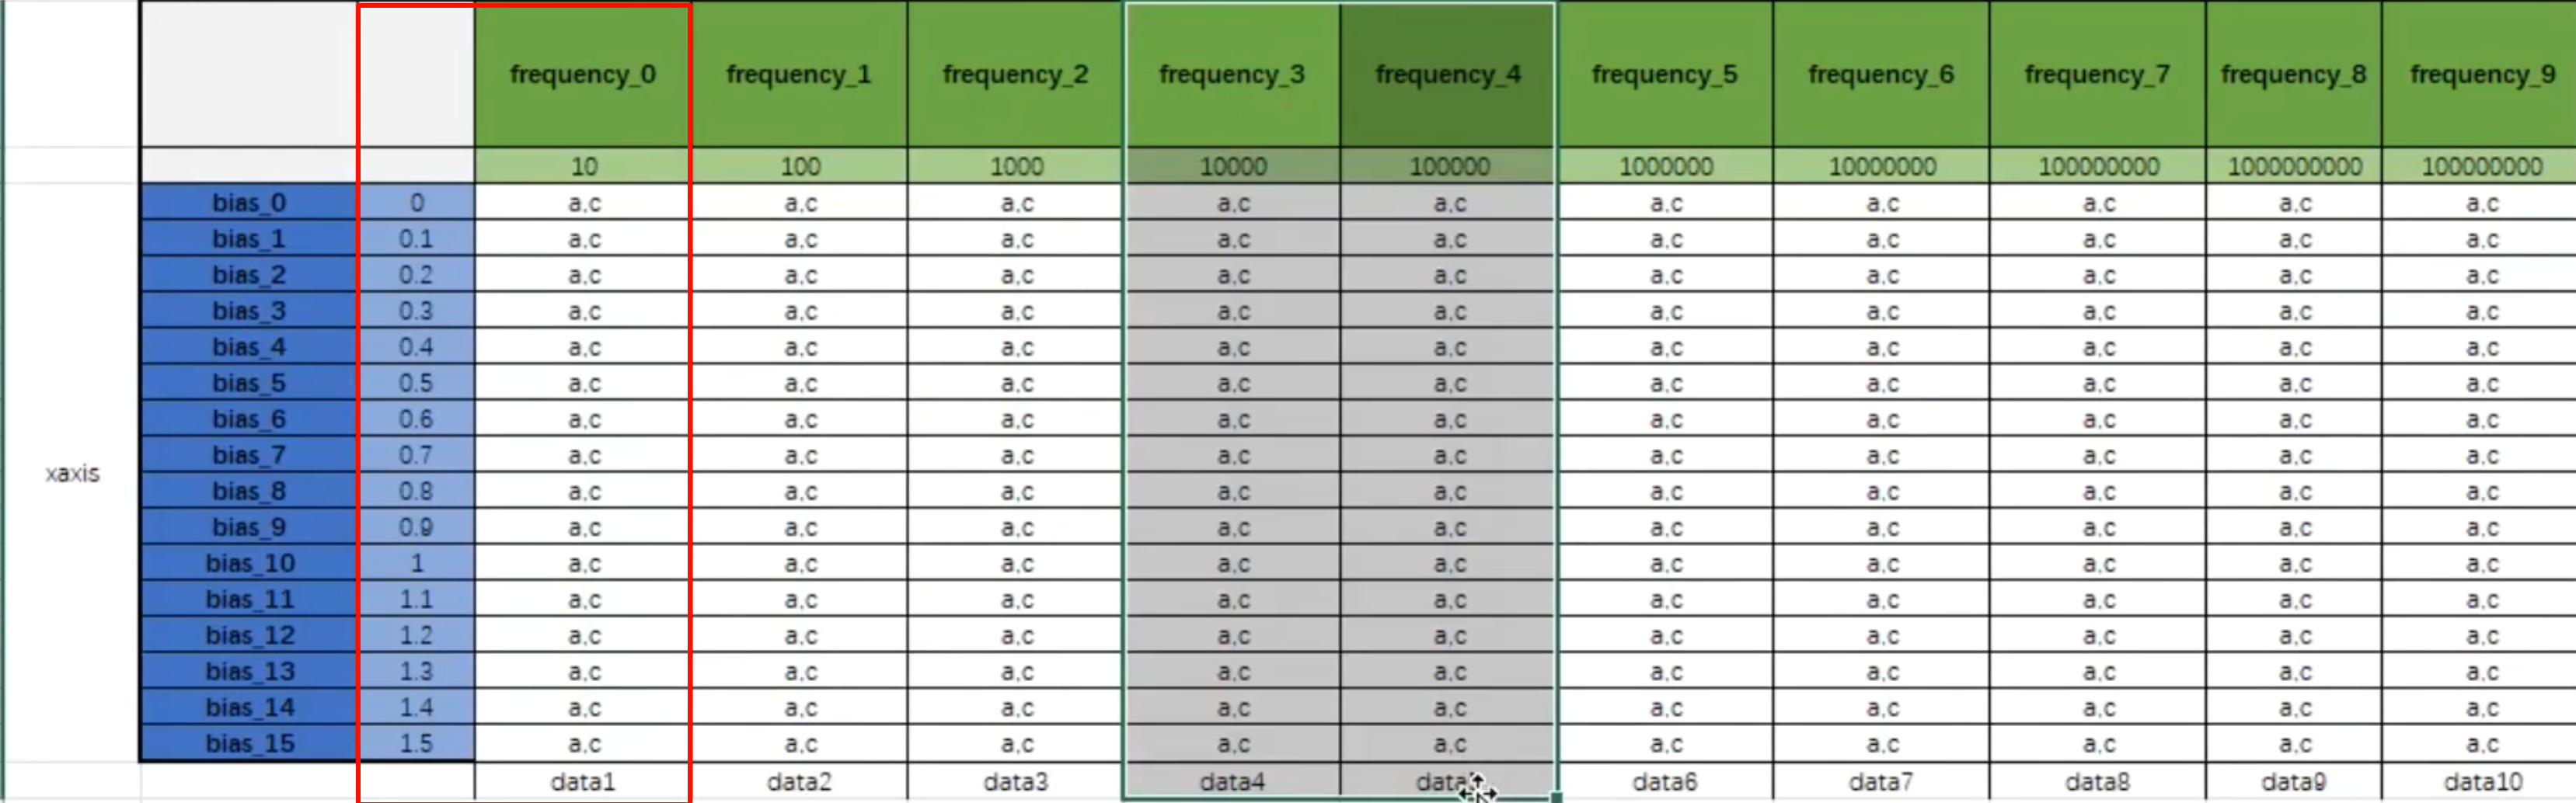 frequency_0 frequency_1 frequency_2 frequency_3 frequency_4 frequency_5 frequency_6 frequency_7 frequency_8 frequency_9
10 100 1000 10000 100000 1000000 10000000 100000000 1000000000 100000000
bias_0 0 a,c a,c a,c a,c a,c a,c a,c a,c a,c a,c
bias_1 0.1 a,c a,c a,c a,c a,c a,c a,c a,c a,c a,c
bias_2 0.2 a,c a,c a,c a,c a,c a,c a,c a,c a,c a,c
bias_3 0.3 a,c a,c a,c a,c a,c a,c a,c a,c a,c a,c
bias_4 0.4 a,c a,c a,c a,c a,c a,c a,c a,c a,c a,c
bias_5 0.5 a,c a,c a,c a,c a,c a,c a,c a,c a,c a,c
bias_6 0.6 a,c a,c a,c a,c a,c a,c a,c a,c a,c a,c
bias_7 0.7 a,c a,c a,c a,c a,c a,c a,c a,c a,c a,c
xaxis
bias_8 0.8 a,c a,c a,c a,c a,c a,c a,c a,c a,c a,c
bias_9 0.9 a,c a,c a,c a,c a,c a,c a,c a,c a,c a,c
bias_10 1 a,c a,c a,c a,c a,c a,c a,c a,c a,c a,c
bias_11 1.1 a,c a,c a,c a,c a,c a,c a,c a,c a,c a,c
bias_12 1.2 a,c a,c a,c a,c a,c a,c a,c a,c a,c a,c
bias_13 1.3 a,c a,c a,c a,c a,c a,c a,c a,c a,c a,c
bias_14 1.4 a,c a,c a,c a,c a,c a,c a,c a,c a,c a,c
bias_15 1.5 a,c a,c a,c a,c a,c a,c a,c a,c a,c a,c
data1 data2 data3 data4 data6 data7 data8 data9 data10